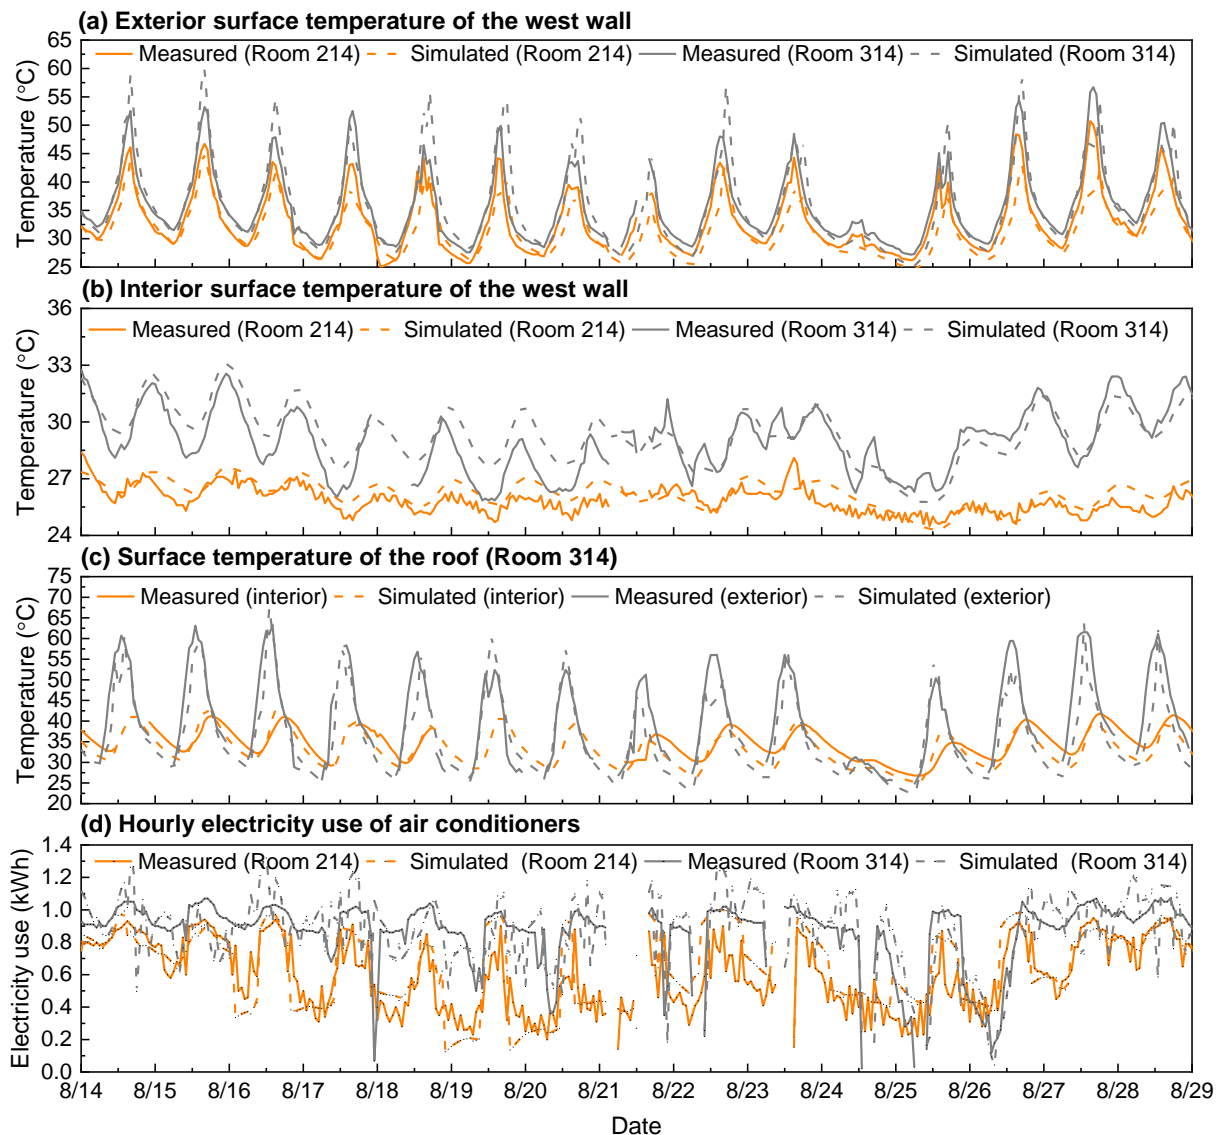 (a) Exterior surface temperature of the west wall
Temperature (°C)
65
60
55
50
45
40
35
30
25
Measured (Room 214) Simulated (Room 214) Measured (Room 314) Simulated (Room 314)
(b) Interior surface temperature of the west wall
Temperature (°C)
36
33
30
27
24
Measured (Room 214) Simulated (Room 214) Measured (Room 314) Simulated (Room 314)
(c) Surface temperature of the roof (Room 314)
Temperature (°C)
75
70
65
60
55
50
45
40
35
30
25
20
Measured (interior) Simulated (interior) Measured (exterior) Simulated (exterior)
(d) Hourly electricity use of air conditioners
Electricity use (kWh)
1.4
1.2
1.0
0.8
0.6
0.4
0.2
0.0
Measured (Room 214) Simulated (Room 214) Measured (Room 314) Simulated (Room 314)
8/14 8/15 8/16 8/17 8/18 8/19 8/20 8/21 8/22 8/23 8/24 8/25 8/26 8/27 8/28 8/29
Date